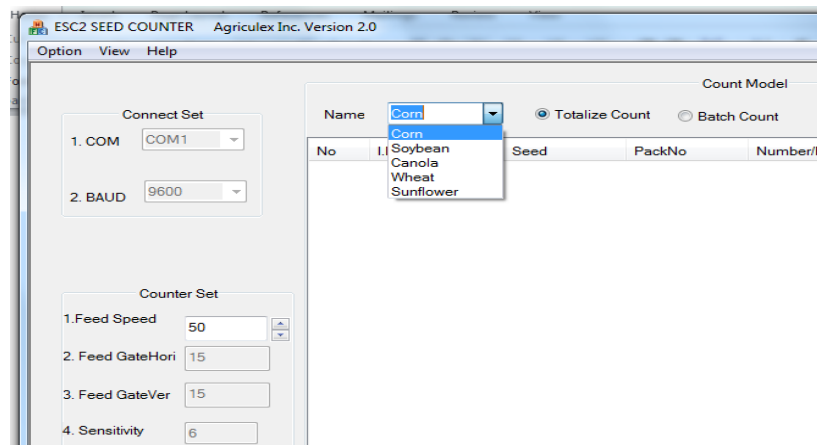 ESC2 SEED COUNTER Agriculex Inc. Version 2.0
Option View Help
Count Model
Connect Set
Name Corn Totalize Count Batch Count
1. COM COM1
Corn
Soybean
Canola
Wheat
Sunflower
No Seed PackNo
2. BAUD 9600
Counter Set
1.Feed Speed 50
2. Feed GateHori 15
3. Feed GateVer 15
4. Sensitivity 6